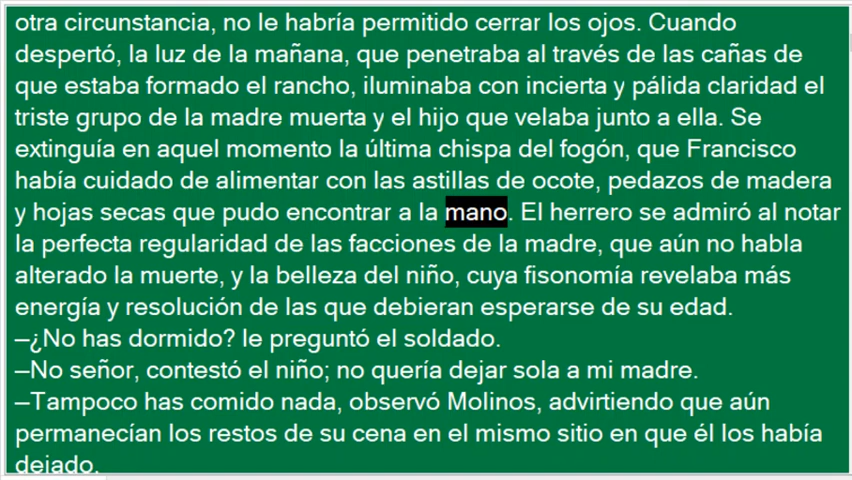 otra circunstancia, no le habría permitido cerrar los ojos. Cuando
despertó, la luz de la mañana, que penetraba al través de las cañas de
que estaba formado el rancho, iluminaba con incierta y pálida claridad el
triste grupo de la madre muerta y el hijo que velaba junto a ella. Se
extinguía en aquel momento la última chispa del fogón, que Francisco
había cuidado de alimentar con las astillas de ocote, pedazos de madera
y hojas secas que pudo encontrar a la mano. El herrero se admiró al notar
la perfecta regularidad de las facciones de la madre, que aún no habla
alterado la muerte, y la belleza del niño, cuya fisonomía revelaba más
energía y resolución de las que debieran esperarse de su edad.
–¿No has dormido? le preguntó el soldado.
–No señor, contestó el niño; no quería dejar sola a mi madre.
–Tampoco has comido nada, observó Molinos, advirtiendo que aún
permanecían los restos de su cena en el mismo sitio en que él los había
dejado.